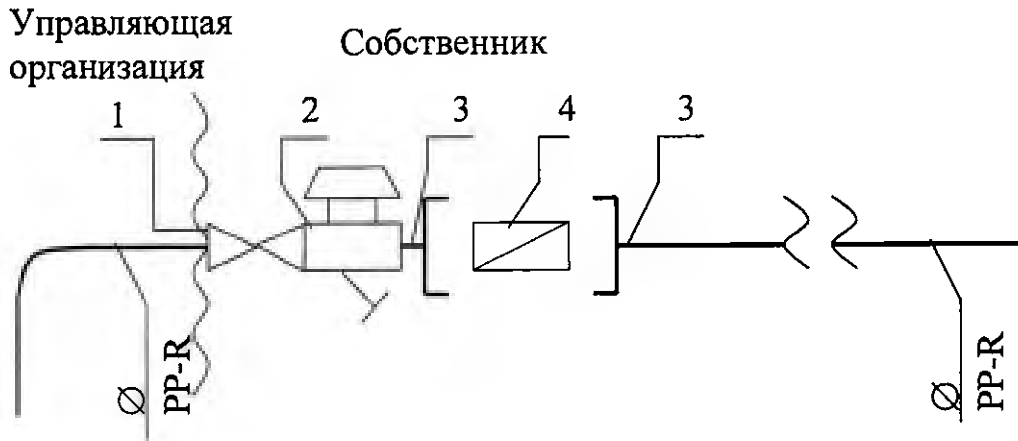 Управляющая
организация
Собственник
1
2
3
4
3
Ø
PP-R
Ø
PP-R